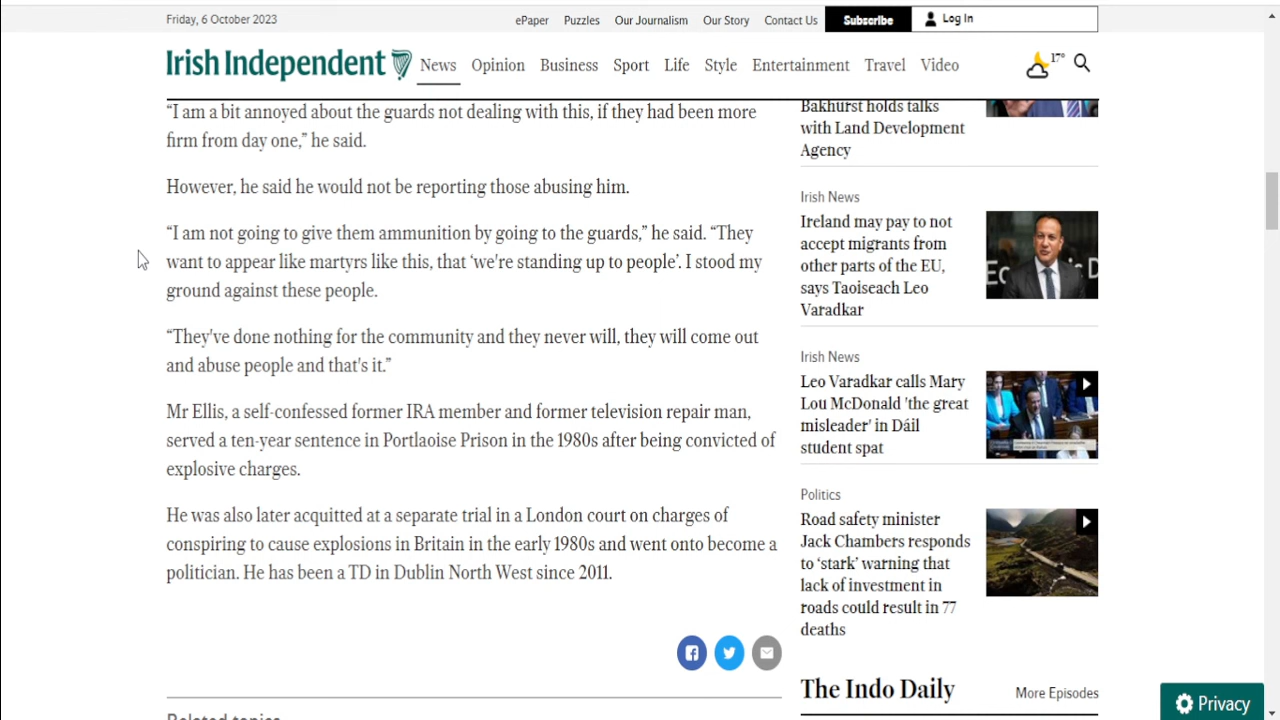 Friday, 6 October 2023
ePaper Puzzles Our Journalism Our Story Contact Us Subscribe Log In
Irish Independent News Opinion Business Sport Life Style Entertainment Travel Video 17°
“I am a bit annoyed about the guards not dealing with this, if they had been more
firm from day one,” he said.
However, he said he would not be reporting those abusing him.
“I am not going to give them ammunition by going to the guards,” he said. “They
want to appear like martyrs like this, that ‘we're standing up to people’. I stood my
ground against these people.
“They've done nothing for the community and they never will, they will come out
and abuse people and that's it.”
Mr Ellis, a self-confessed former IRA member and former television repair man,
served a ten-year sentence in Portlaoise Prison in the 1980s after being convicted of
explosive charges.
He was also later acquitted at a separate trial in a London court on charges of
conspiring to cause explosions in Britain in the early 1980s and went onto become a
politician. He has been a TD in Dublin North West since 2011.
Related topics
Bakhurst holds talks
with Land Development
Agency
Irish News
Ireland may pay to not
accept migrants from
other parts of the EU,
says Taoiseach Leo
Varadkar
Irish News
Leo Varadkar calls Mary
Lou McDonald 'the great
misleader' in Dáil
student spat
Politics
Road safety minister
Jack Chambers responds
to ‘stark’ warning that
lack of investment in
roads could result in 77
deaths
The Indo Daily More Episodes
Privacy